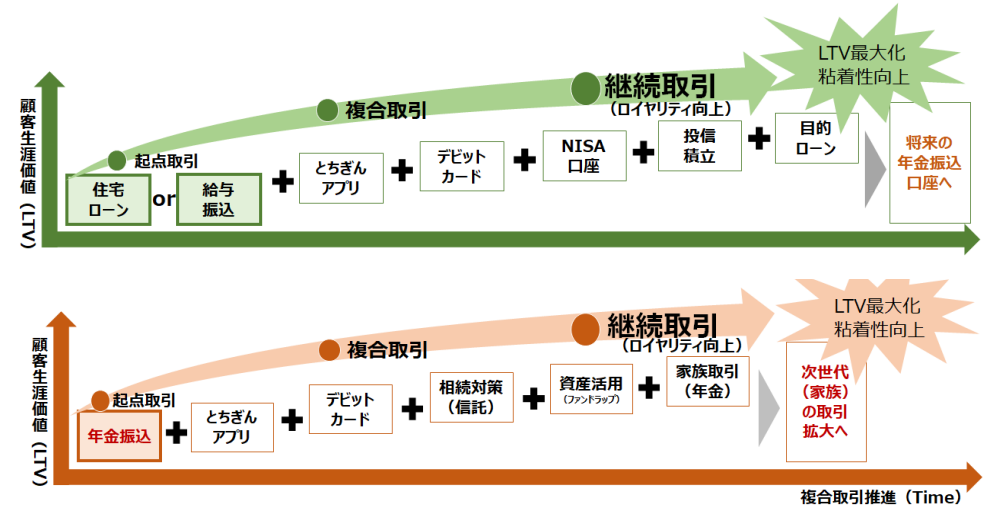 LTV最大化
粘着性向上
顧客生涯価値（LTV）
継続取引
（ロイヤリティ向上）
複合取引
起点取引
住宅
ローン
or
給与
振込
+
とちぎん
アプリ
+
デビット
カード
+
NISA
口座
+
投信
積立
+
目的
ローン
将来の
年金振込
口座へ
LTV最大化
粘着性向上
顧客生涯価値（LTV）
継続取引
（ロイヤリティ向上）
複合取引
起点取引
年金振込
+
とちぎん
アプリ
+
デビット
カード
+
相続対策
（信託）
+
資産活用
（ファンドラップ）
+
家族取引
（年金）
次世代
（家族）
の取引
拡大へ
複合取引推進（Time）